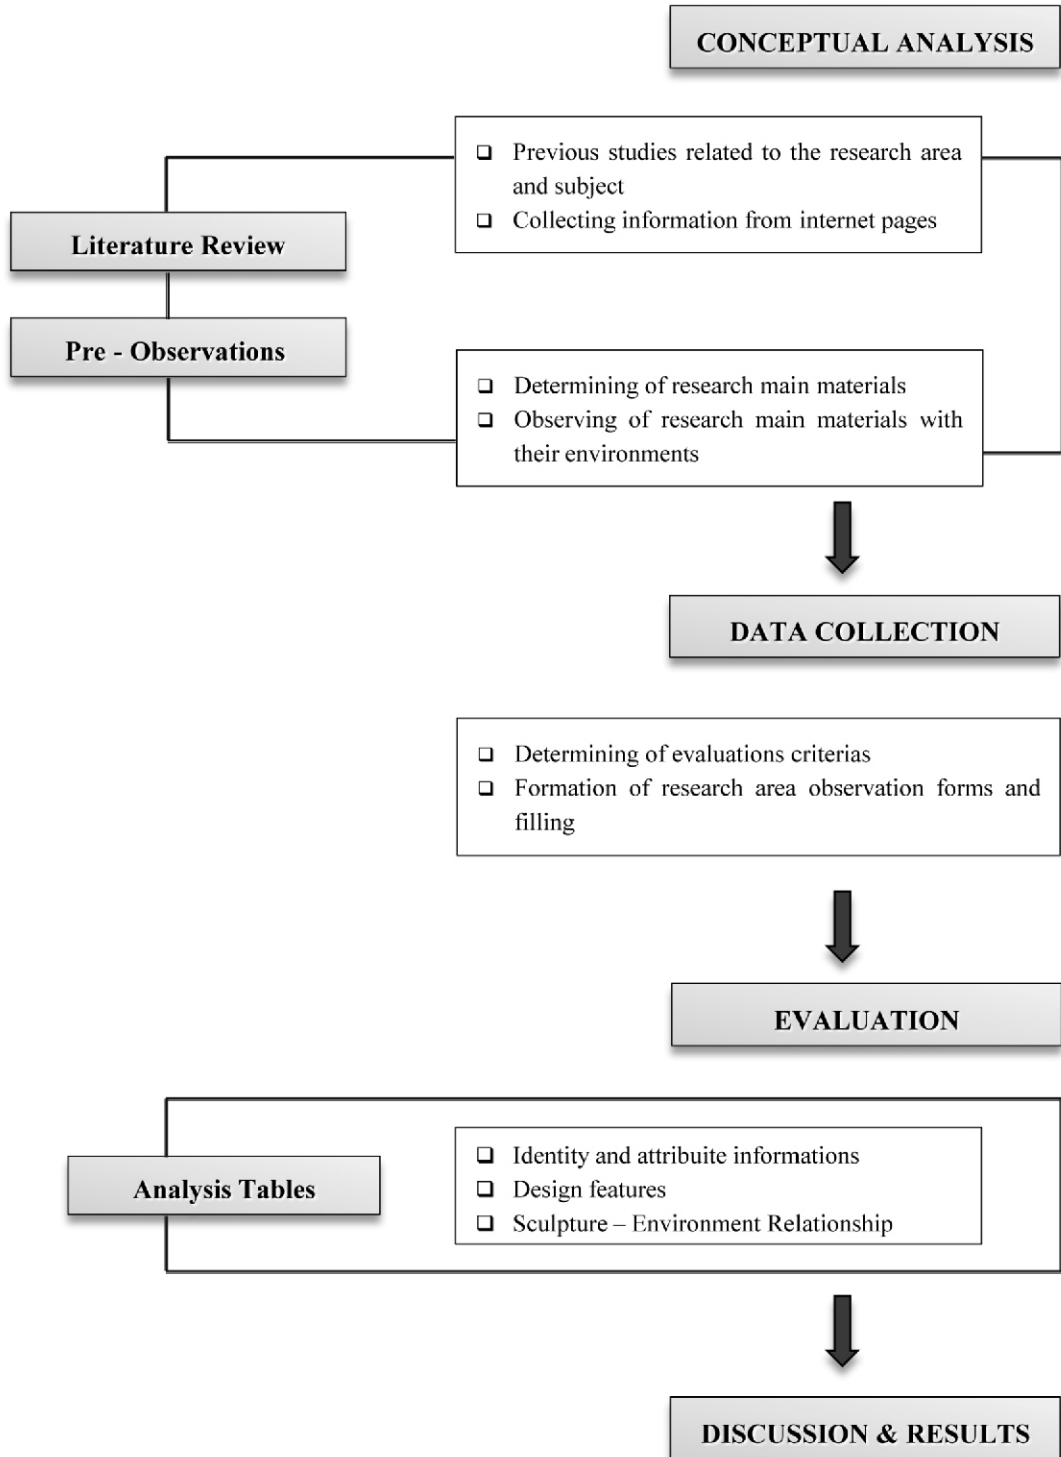 CONCEPTUAL ANALYSIS
❑ Previous studies related to the research area
and subject
❑ Collecting information from internet pages
Literature Review
Pre - Observations
❑ Determining of research main materials
❑ Observing of research main materials with
their environments
DATA COLLECTION
❑ Determining of evaluations criterias
❑ Formation of research area observation forms and
filling
EVALUATION
Analysis Tables
❑ Identity and attribuite informations
❑ Design features
❑ Sculpture – Environment Relationship
DISCUSSION & RESULTS